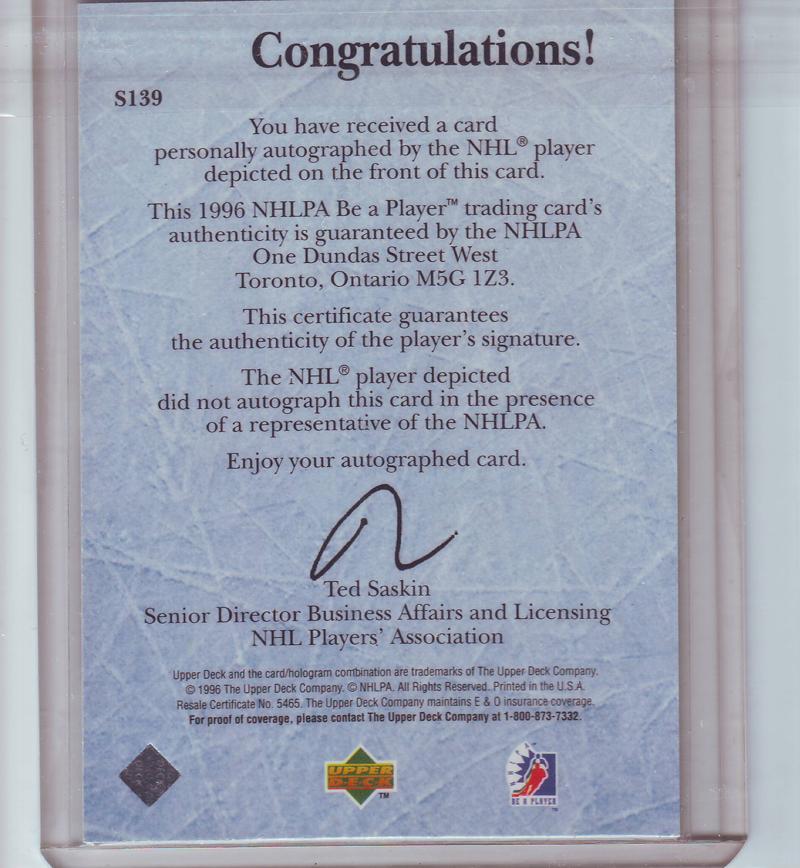 Congratulations!
S139
You have received a card
personally autographed by the NHL® player
depicted on the front of this card.
This 1996 NHLPA Be a Player™ trading card's
authenticity is guaranteed by the NHLPA
One Dundas Street West
Toronto, Ontario M5G 1Z3.
This certificate guarantees
the authenticity of the player's signature.
The NHL® player depicted
did not autograph this card in the presence
of a representative of the NHLPA.
Enjoy your autographed card.
Ted Saskin
Senior Director Business Affairs and Licensing
NHL Players' Association
Upper Deck and the card/hologram combination are trademarks of The Upper Deck Company.
© 1996 The Upper Deck Company. © NHLPA. All Rights Reserved. Printed in the U.S.A.
Resale Certificate No. 5465. The Upper Deck Company maintains E & O insurance coverage.
For proof of coverage, please contact The Upper Deck Company at 1-800-873-7332.
UPPER
DECK
TM
BE A PLAYER
TM